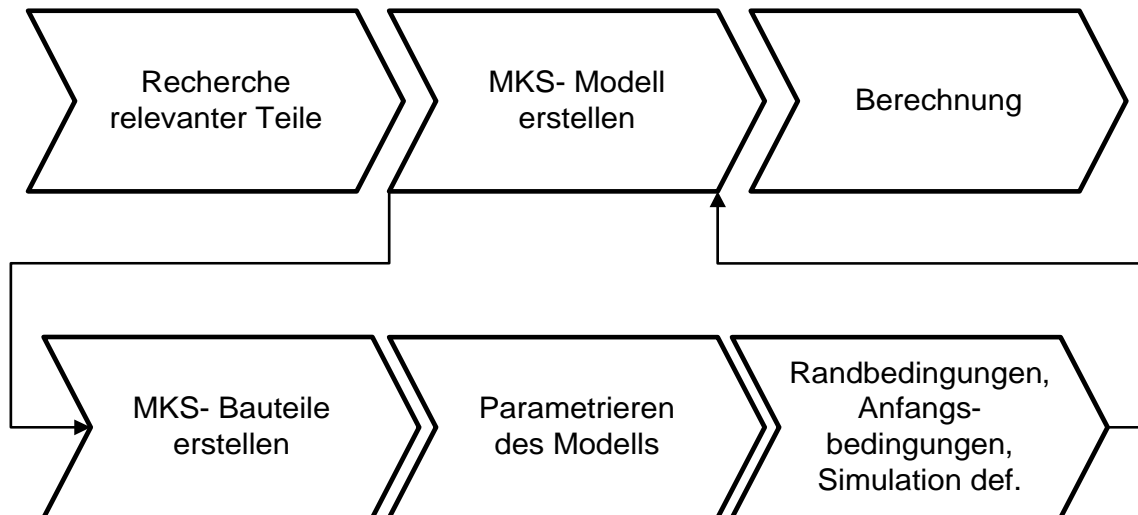 Recherche
relevanter Teile
MKS- Modell
erstellen
Berechnung
MKS- Bauteile
erstellen
Parametrieren
des Modells
Randbedingungen,
Anfangs-
bedingungen,
Simulation def.